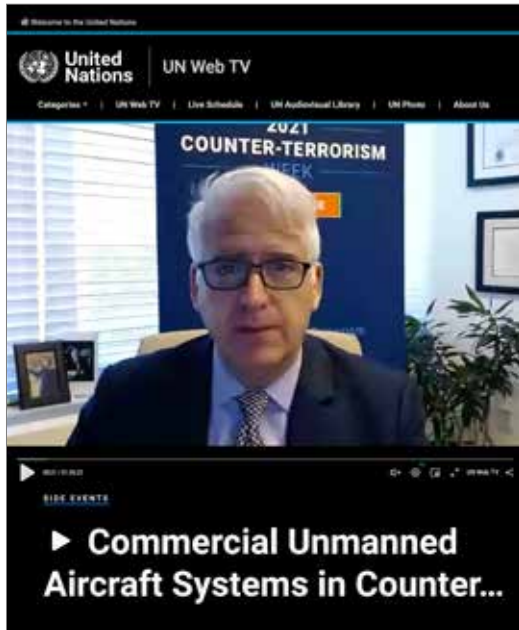 Welcome to the United Nations
United
Nations
UN Web TV
Categories | UN Web TV | Live Schedule | UN Audiovisual Library | UN Photo | About Us
2021
COUNTER-TERRORISM
WEEK
UN Web TV
SIDE EVENTS
Commercial Unmanned
Aircraft Systems in Counter...